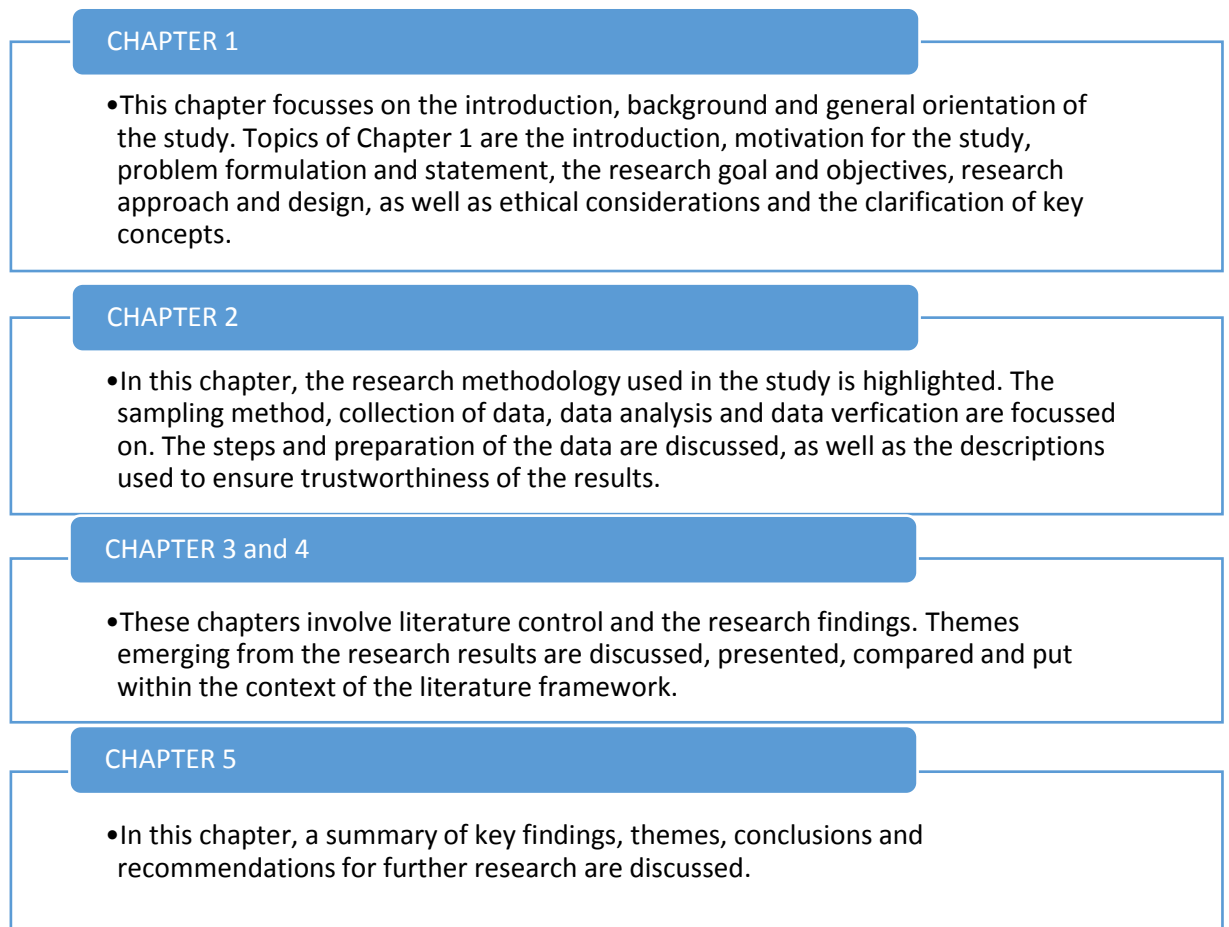 CHAPTER 1
•This chapter focusses on the introduction, background and general orientation of
the study. Topics of Chapter 1 are the introduction, motivation for the study,
problem formulation and statement, the research goal and objectives, research
approach and design, as well as ethical considerations and the clarification of key
concepts.
CHAPTER 2
•In this chapter, the research methodology used in the study is highlighted. The
sampling method, collection of data, data analysis and data verfication are focussed
on. The steps and preparation of the data are discussed, as well as the descriptions
used to ensure trustworthiness of the results.
CHAPTER 3 and 4
•These chapters involve literature control and the research findings. Themes
emerging from the research results are discussed, presented, compared and put
within the context of the literature framework.
CHAPTER 5
•In this chapter, a summary of key findings, themes, conclusions and
recommendations for further research are discussed.